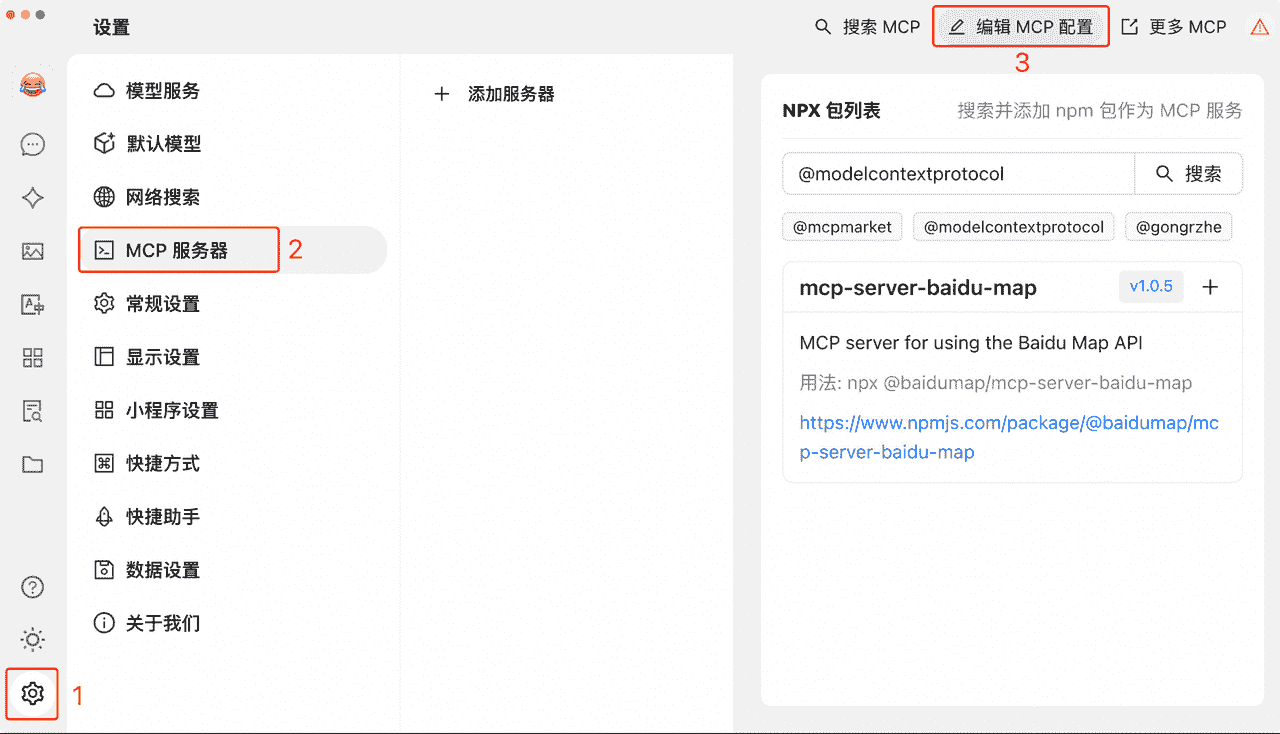 设置
搜索 MCP
编辑 MCP 配置
更多 MCP
3
模型服务
默认模型
网络搜索
MCP 服务器
2
常规设置
显示设置
小程序设置
快捷方式
快捷助手
数据设置
关于我们
1
添加服务器
NPX 包列表
搜索并添加 npm 包作为 MCP 服务
@modelcontextprotocol
搜索
@mcpmarket
@modelcontextprotocol
@gongrzhe
mcp-server-baidu-map
v1.0.5
MCP server for using the Baidu Map API
用法: npx @baidumap/mcp-server-baidu-map
https://www.npmjs.com/package/@baidumap/mc
p-server-baidu-map